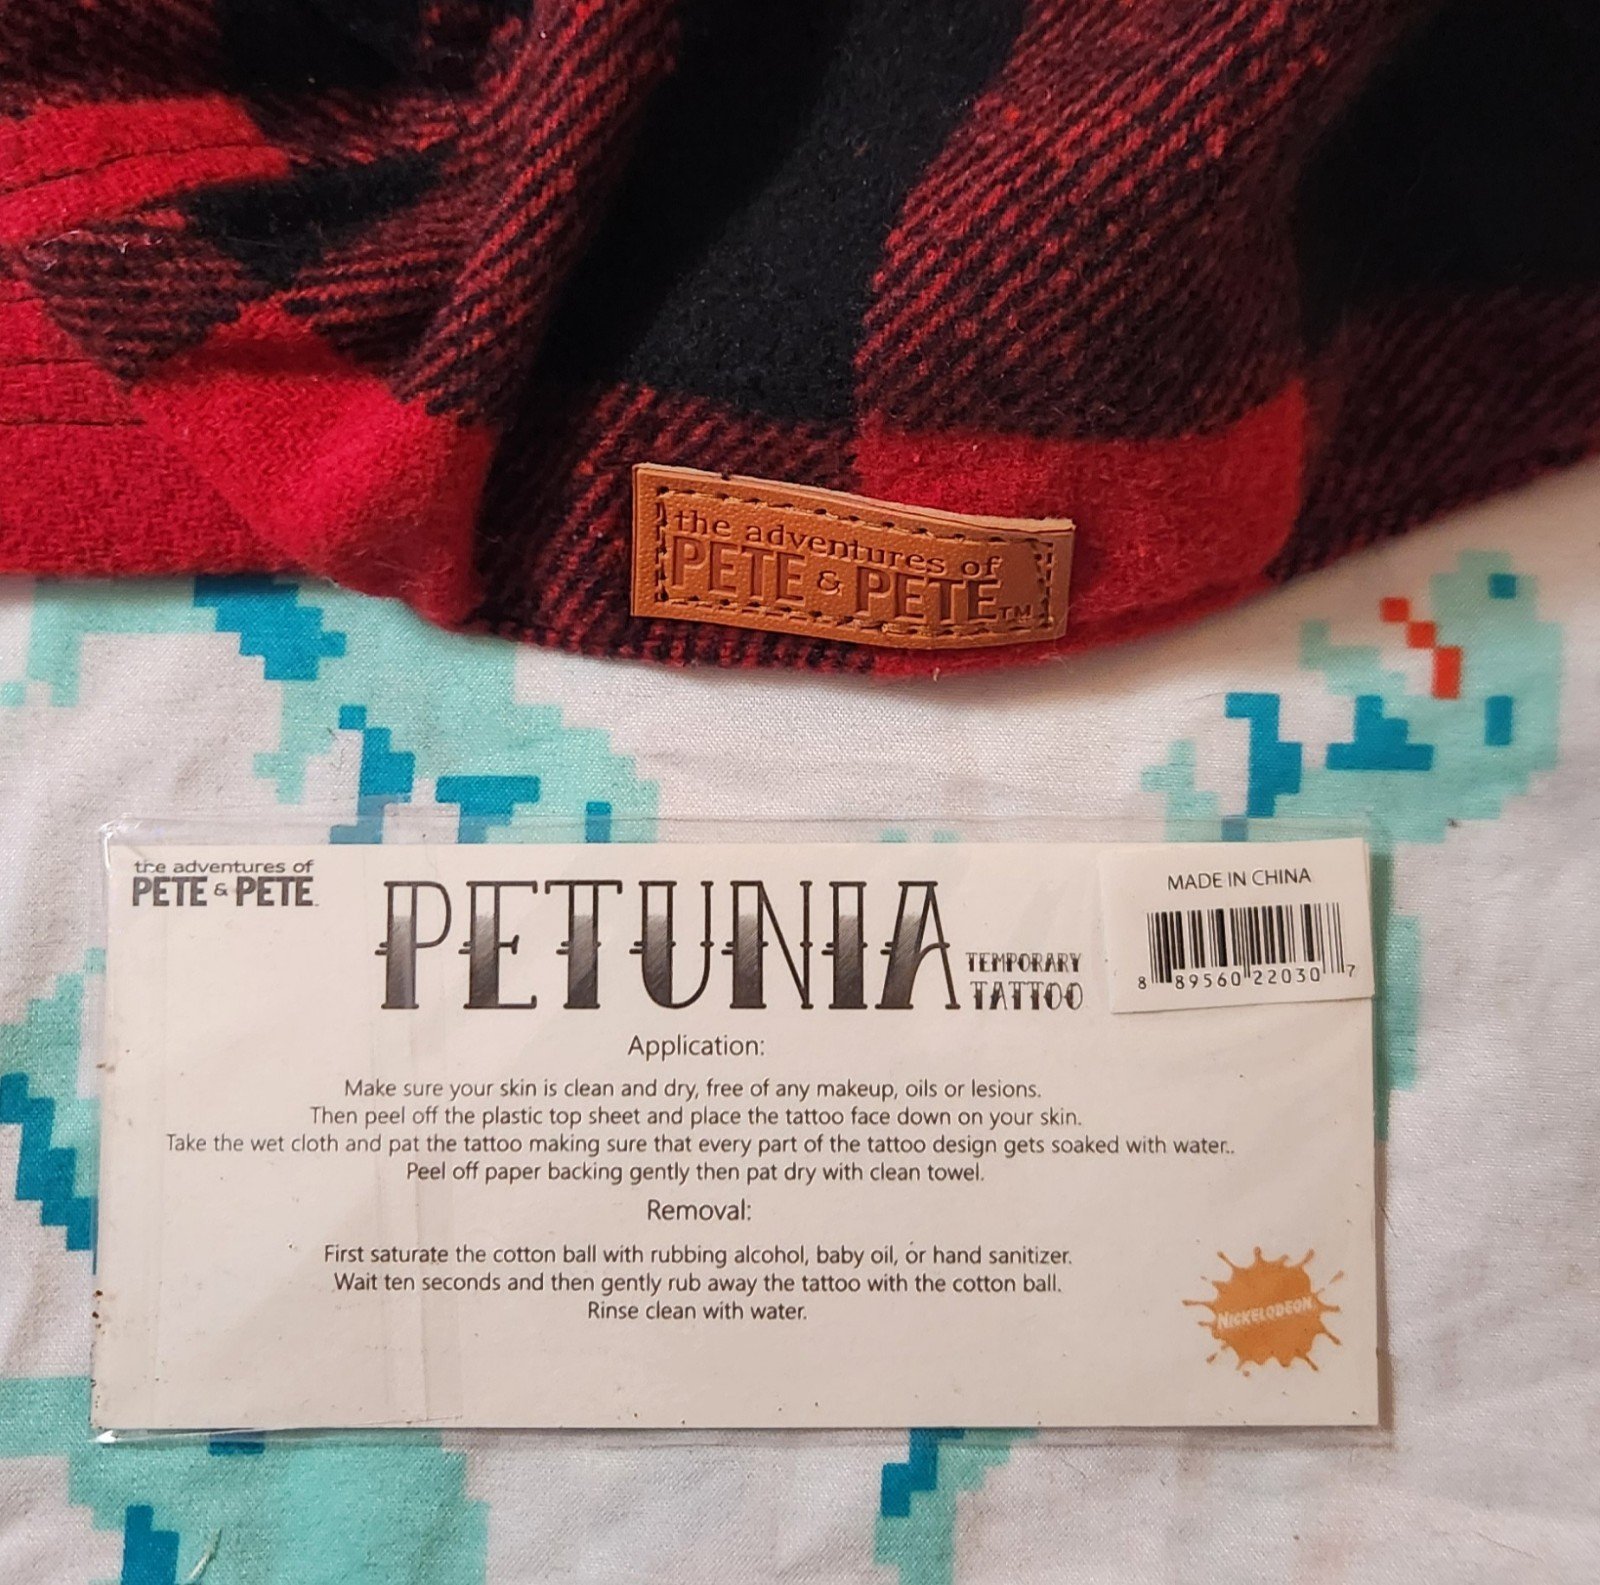 the adventures of
PETE & PETE™
the adventures of
PETE & PETE
PETUNIA
TEMPORARY
TATTOO
MADE IN CHINA
8 89560 22030 7
Application:
Make sure your skin is clean and dry, free of any makeup, oils or lesions.
Then peel off the plastic top sheet and place the tattoo face down on your skin.
Take the wet cloth and pat the tattoo making sure that every part of the tattoo design gets soaked with water..
Peel off paper backing gently then pat dry with clean towel.
Removal:
First saturate the cotton ball with rubbing alcohol, baby oil, or hand sanitizer.
Wait ten seconds and then gently rub away the tattoo with the cotton ball.
Rinse clean with water.
NICKELODEON